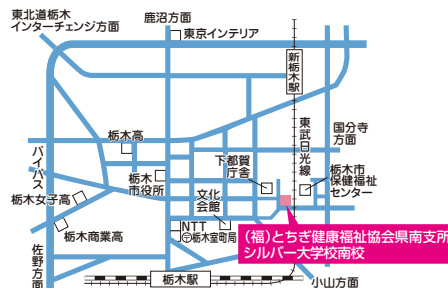 東北道栃木
インターチェンジ方面
鹿沼方面
東京インテリア
新栃木駅
東武日光線
国分寺
方面
バイパス
栃木高
栃木
市役所
下都賀
庁舎
文化
会館
栃木市
保健福祉
センター
栃木女子高
栃木商業高
NTT
〒栃木室町局
(福)とちぎ健康福祉協会県南支所
シルバー大学校南校
佐野方面
栃木駅
小山方面